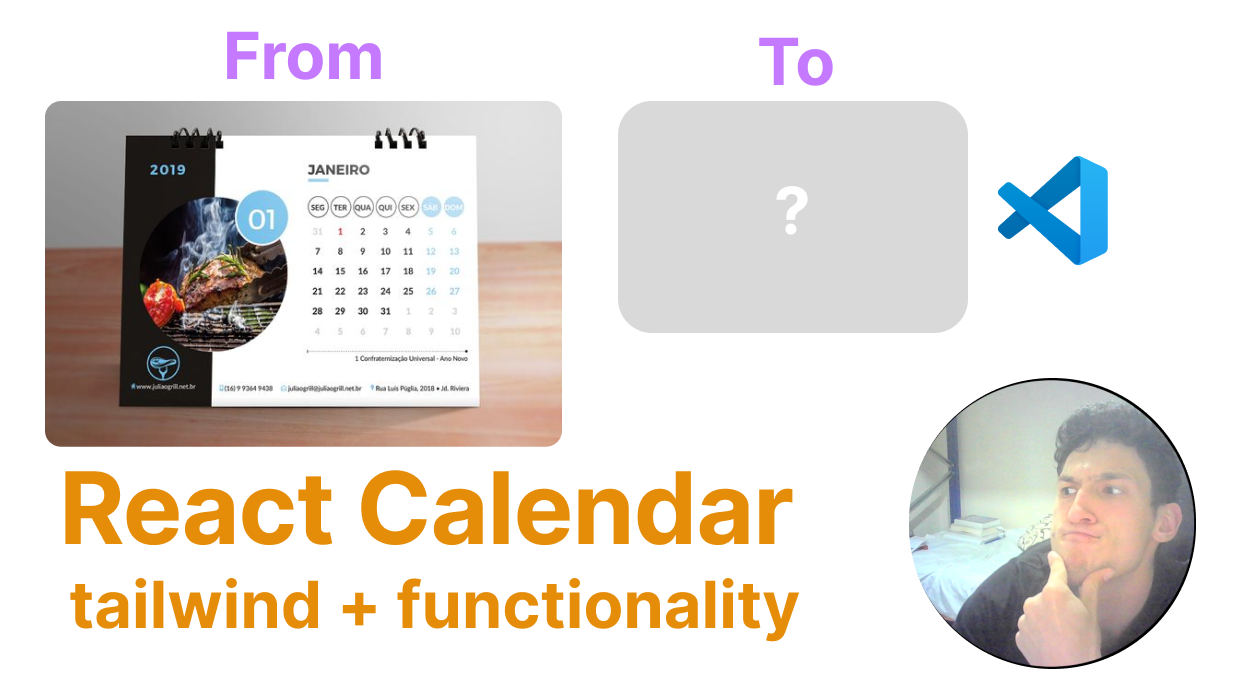 From
To
2019
JANEIRO
01
SEG TER QUA QUI SEX SÁB DOM
31 1 2 3 4 5 6
7 8 9 10 11 12 13
14 15 16 17 18 19 20
21 22 23 24 25 26 27
28 29 30 31 1 2 3
4 5 6 7 8 9 10
1 Confraternização Universal - Ano Novo
www.juliaogrill.net.br
(16) 9 9364 9438
juliaogrill@juliaogrill.net.br
Rua Luís Púglia, 2018 • Jd. Riviera
?
React Calendar
tailwind + functionality